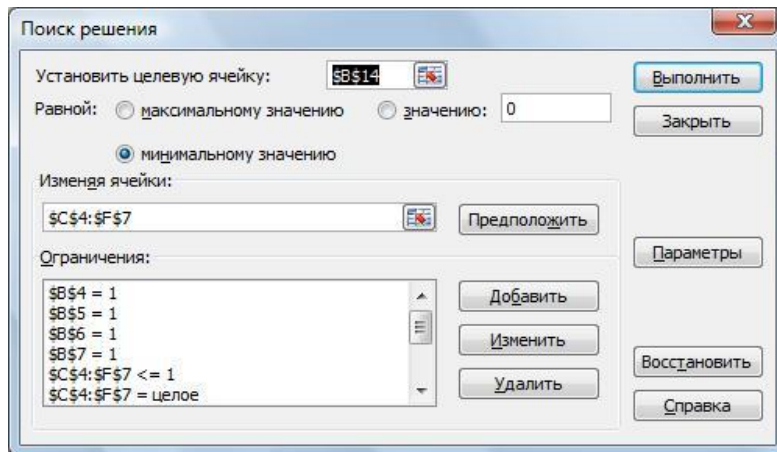 Поиск решения
Установить целевую ячейку: $B$14 Выполнить
Равной: максимальному значению значению: 0 Закрыть
минимальному значению
Изменяя ячейки:
$C$4:$F$7 Предположить
Ограничения: Параметры
$B$4 = 1 Добавить
$B$5 = 1
$B$6 = 1 Изменить
$B$7 = 1
$C$4:$F$7 <= 1 Удалить Восстановить
$C$4:$F$7 = целое
Справка